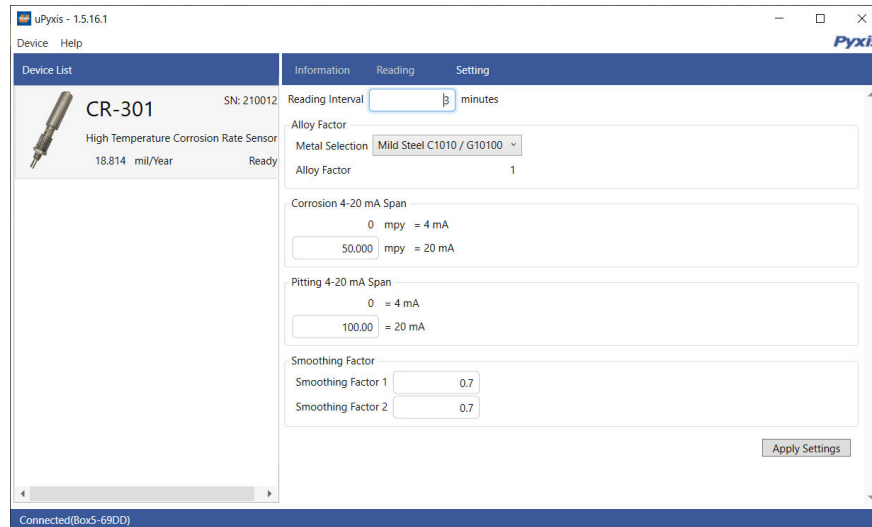 uPyxis - 1.5.16.1
Device Help
Pyxis
Device List
Information Reading Setting
CR-301
SN: 210012
High Temperature Corrosion Rate Sensor
18.814 mil/Year Ready
Reading Interval 3 minutes
Alloy Factor
Metal Selection Mild Steel C1010 / G10100
Alloy Factor 1
Corrosion 4-20 mA Span
0 mpy = 4 mA
50.000 mpy = 20 mA
Pitting 4-20 mA Span
0 = 4 mA
100.00 = 20 mA
Smoothing Factor
Smoothing Factor 1 0.7
Smoothing Factor 2 0.7
Apply Settings
Connected(Box5-69DD)